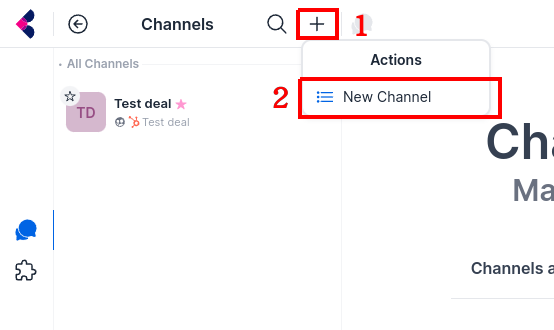 Channels
1
Actions
All Channels
2
New Channel
TD
Test deal
Test deal
Cha
Ma
Channels a